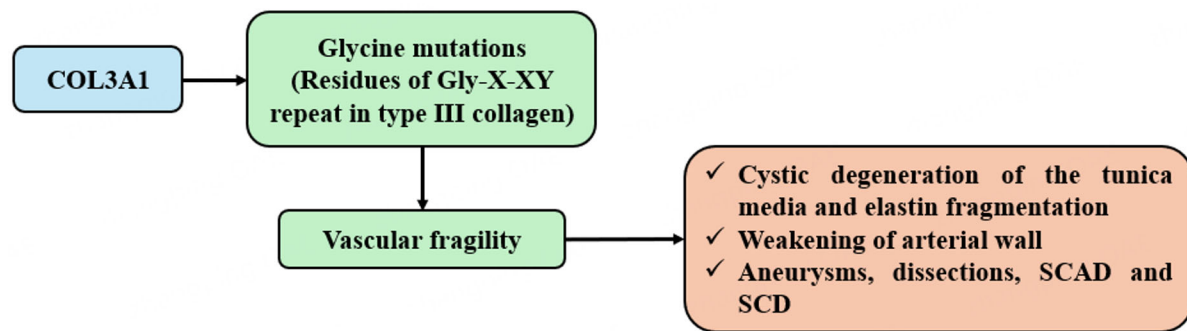 COL3A1
Glycine mutations
(Residues of Gly-X-XY
repeat in type III collagen)
Vascular fragility
✓ Cystic degeneration of the tunica
media and elastin fragmentation
✓ Weakening of arterial wall
✓ Aneurysms, dissections, SCAD and
SCD